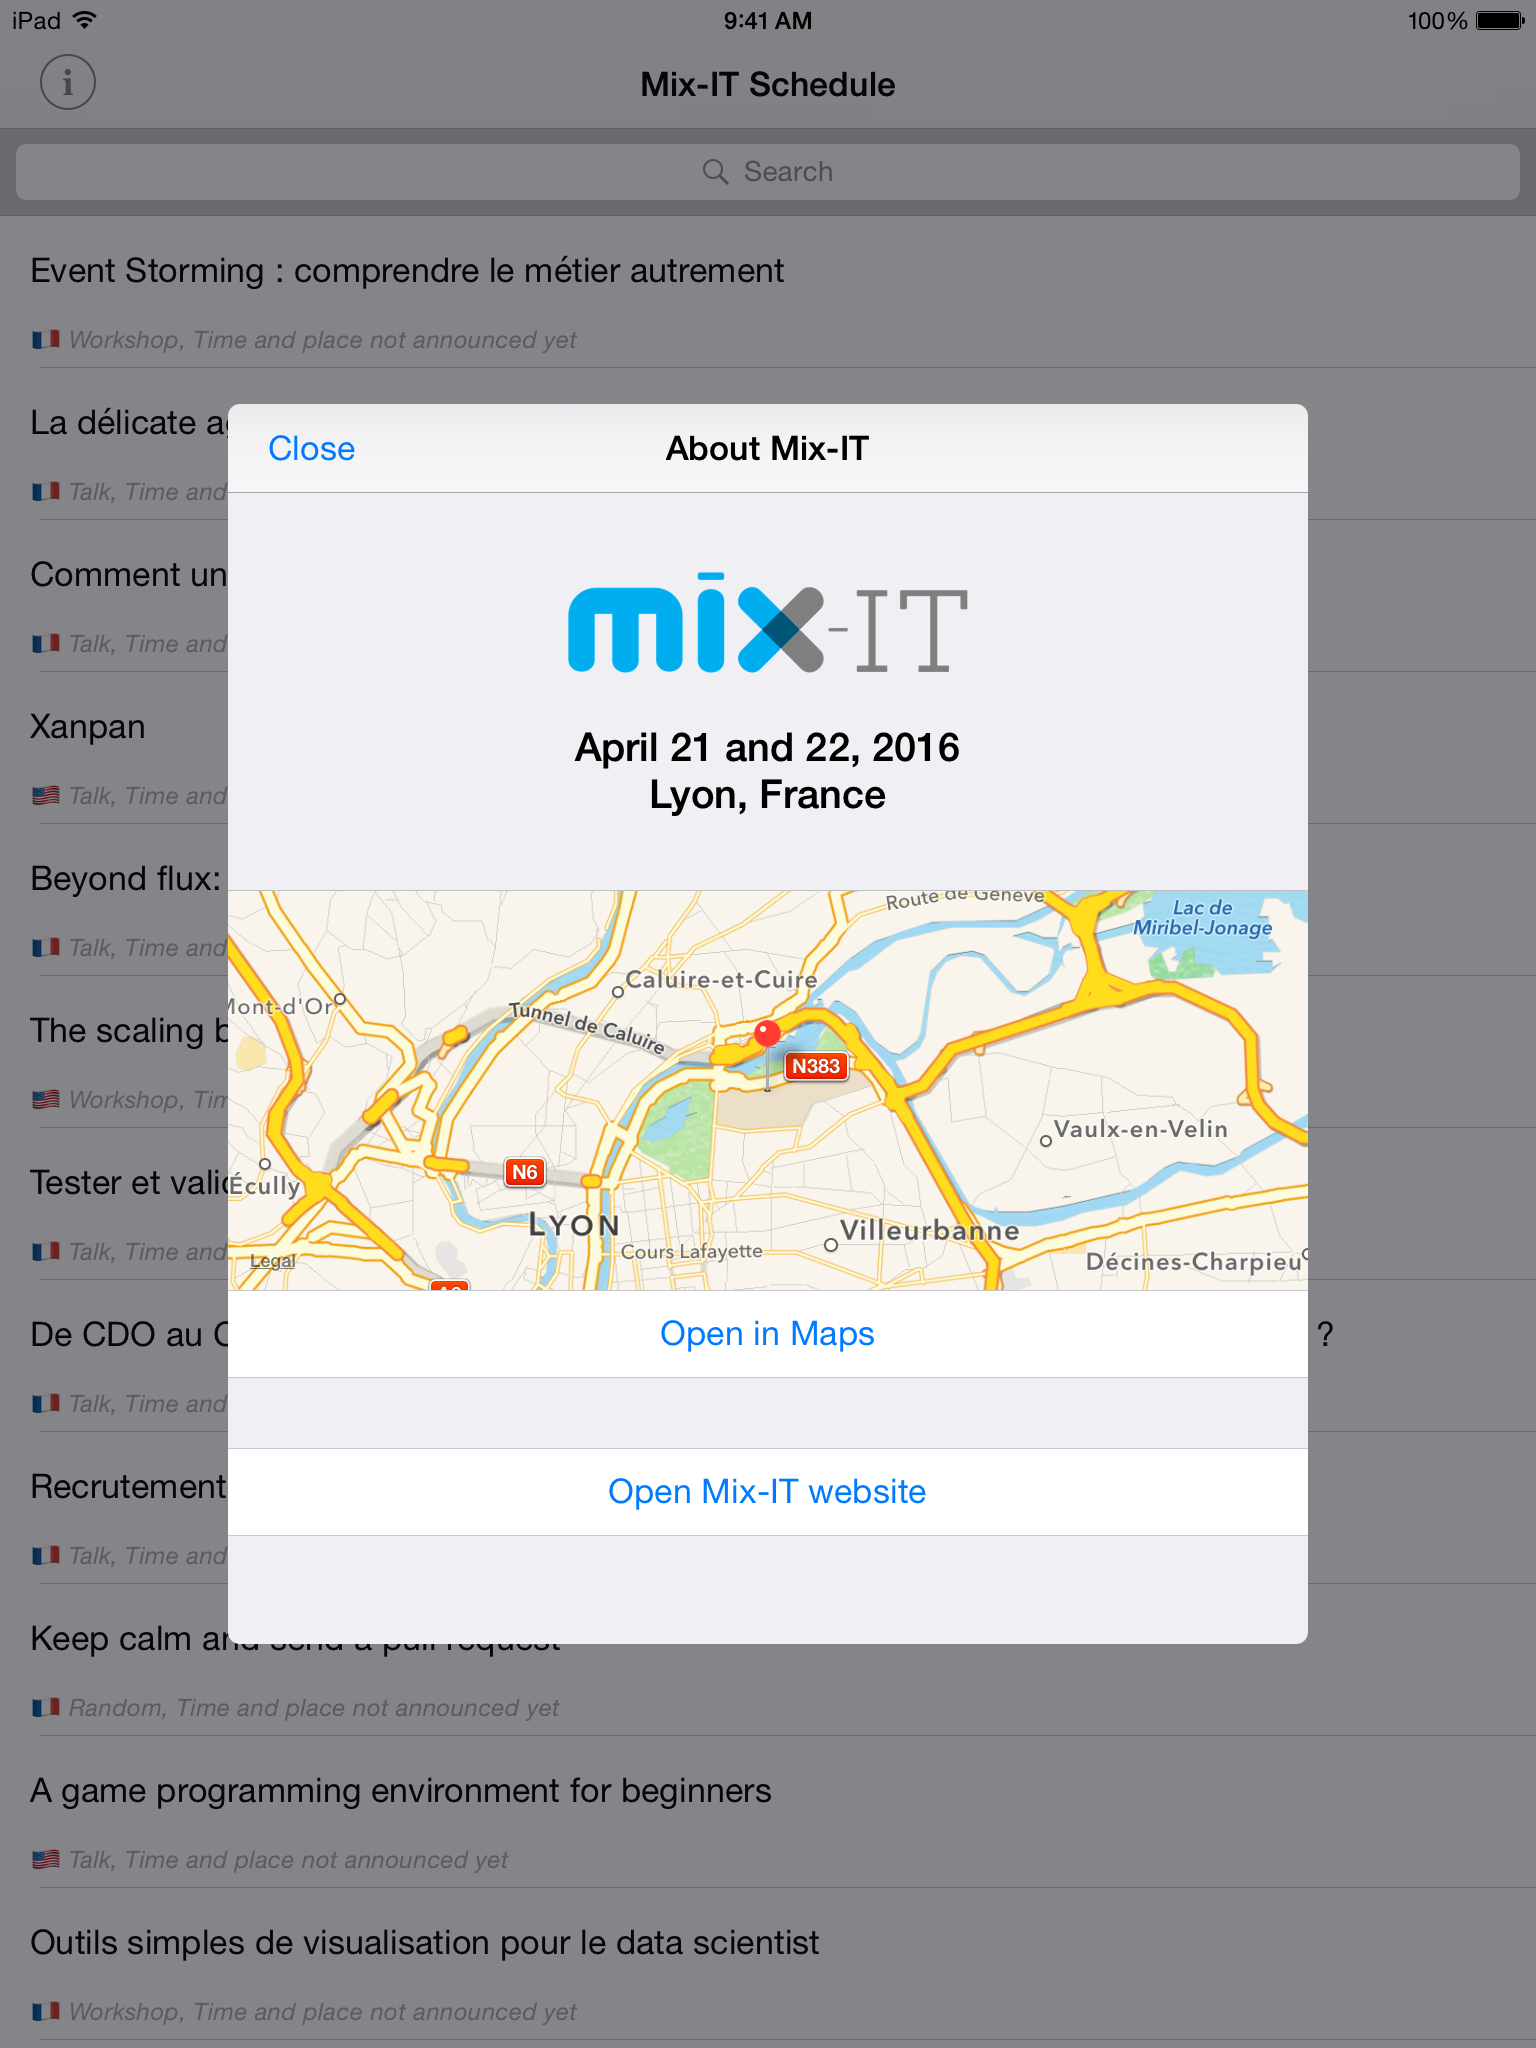 iPad 9:41 AM 100%
i Mix-IT Schedule
Search
Event Storming : comprendre le métier autrement
Workshop, Time and place not announced yet
La délicate
Talk, Time and
Comment un
Talk, Time and
Xanpan
Talk, Time and
Beyond flux:
Talk, Time and
The scaling
Workshop,
Tester et
Talk, Time and
De CDO au ?
Talk, Time and
Recrutement
Talk, Time and
Close About Mix-IT
mix-IT
April 21 and 22, 2016
Lyon, France
Route de Genève
Lac de
Miribel-Jonage
Caluire-et-Cuire
Mont-d'Or
Tunnel de Caluire
N383
Vaulx-en-Velin
N6
Écully
LYON
Villeurbanne
Cours Lafayette
Legal
Décines-Charpieu
Open in Maps
Open Mix-IT website
Keep calm and send a pull request
Random, Time and place not announced yet
A game programming environment for beginners
Talk, Time and place not announced yet
Outils simples de visualisation pour le data scientist
Workshop, Time and place not announced yet